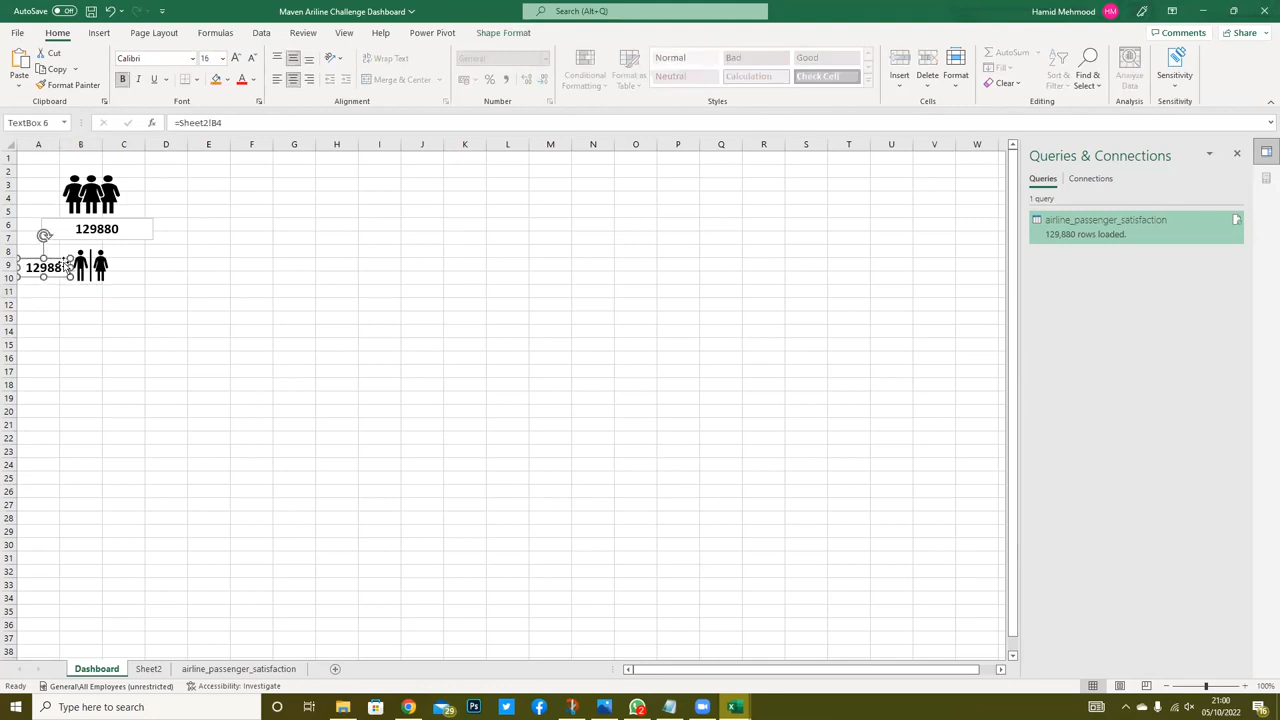 AutoSave Off Maven Ariline Challenge Dashboard Search (Alt+Q) Hamid Mehmood HM
File Home Insert Page Layout Formulas Data Review View Help Power Pivot Shape Format Comments Share
Paste Cut Copy Format Painter
Clipboard
Calibri 16
B I U
Font
Wrap Text
Merge & Center
Alignment
General
Number
Conditional Formatting
Format as Table
Normal Bad Good
Neutral Calculation Check Cell
Styles
Insert Delete Format
Cells
AutoSum
Fill
Clear
Sort & Filter
Find & Select
Editing
Analyze Data
Analysis
Sensitivity
Sensitivity
TextBox 6 =Sheet2!B4
A B C D E F G H I J K L M N O P Q R S T U V W
1
2
3
4
5
6
7
8
9
10
11
12
13
14
15
16
17
18
19
20
21
22
23
24
25
26
27
28
29
30
31
32
33
34
35
36
37
38
129880
12988
Queries & Connections
Queries Connections
1 query
airline_passenger_satisfaction
129,880 rows loaded.
Dashboard Sheet2 airline_passenger_satisfaction
Ready General\All Employees (unrestricted) Accessibility: Investigate 100%
Type here to search 29 2 21:00
05/10/2022 16